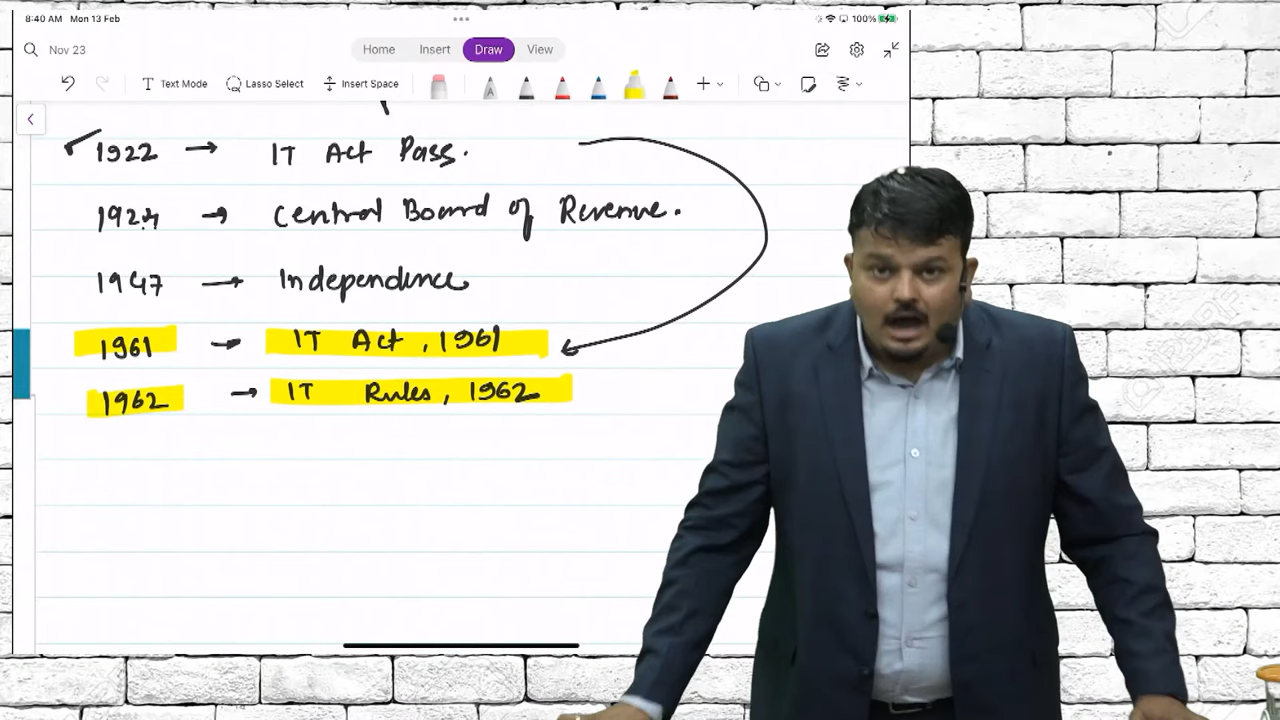 8:40 AM Mon 13 Feb
100%
Nov 23
Home Insert Draw View
Text Mode Lasso Select Insert Space
1922 → IT Act Pass.
1924 → Central Board of Revenue.
1947 → Independence
1961 → IT Act, 1961
1962 → IT Rules, 1962